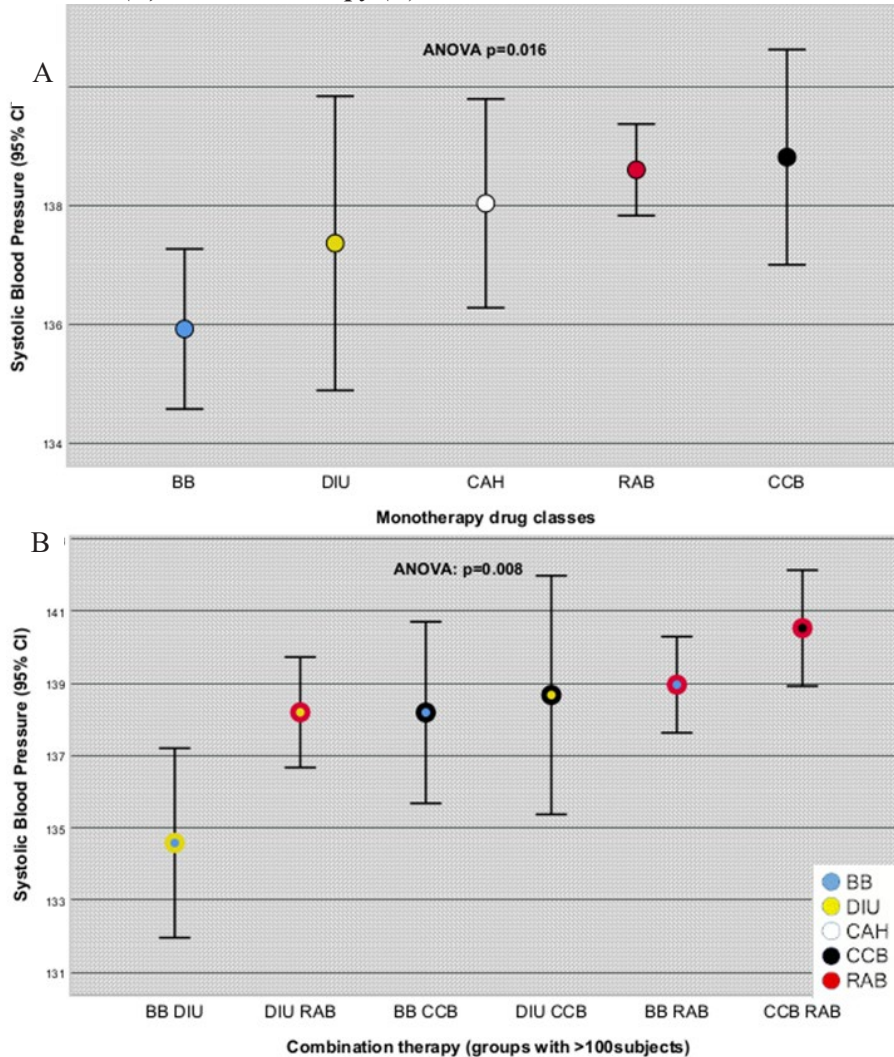 A
ANOVA p=0.016
Systolic Blood Pressure (95% CI
138
136
134
BB DIU CAH RAB CCB
Monotherapy drug classes
B
ANOVA: p=0.008
Systolic Blood Pressure (95% CI)
141
139
137
135
133
131
BB
DIU
CAH
CCB
RAB
BB DIU DIU RAB BB CCB DIU CCB BB RAB CCB RAB
Combination therapy (groups with >100subjects)